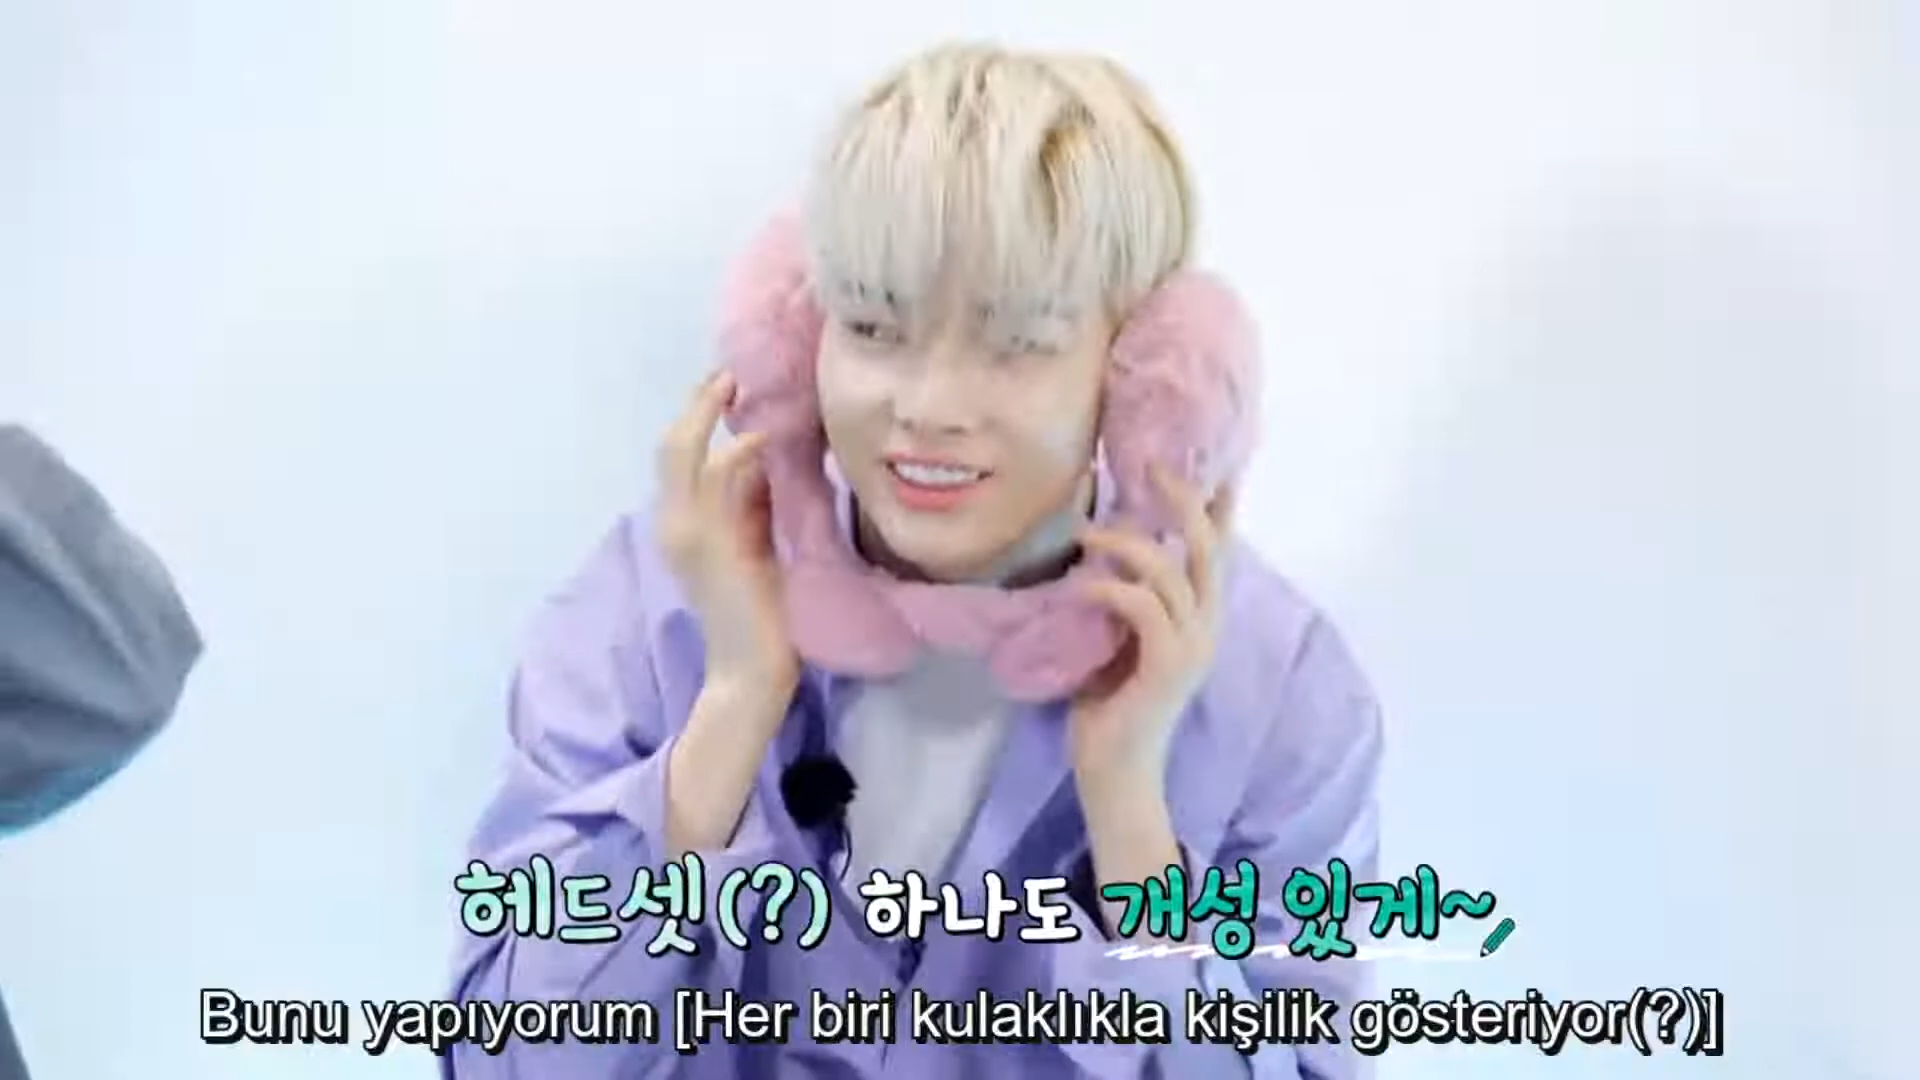 헤드셋(?) 하나도 개성 있게~
Bunu yapıyorum [Her biri kulaklıkla kişilik gösteriyor(?)]